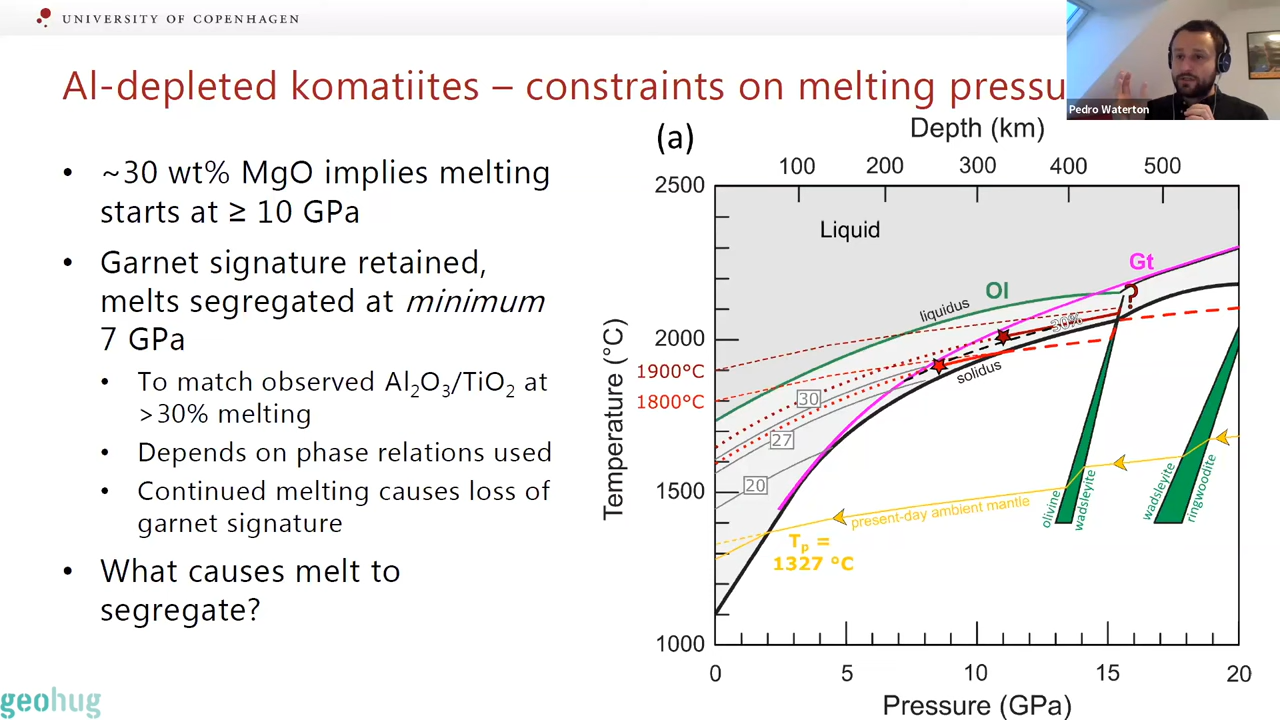 UNIVERSITY OF COPENHAGEN
Al-depleted komatiites – constraints on melting pressu
Pedro Waterton
• ~30 wt% MgO implies melting
starts at ≥ 10 GPa
• Garnet signature retained,
melts segregated at minimum
7 GPa
• To match observed Al₂O₃/TiO₂ at
>30% melting
• Depends on phase relations used
• Continued melting causes loss of
garnet signature
• What causes melt to
segregate?
geohug
(a)
Depth (km)
100 200 300 400 500
2500
Liquid
Gt
Ol
?
liquidus
30%
2000
solidus
1900°C
1800°C
30
27
20
Temperature (°C)
1500
present-day ambient mantle
Tₚ =
1327 °C
olivine
wadsleyite
wadsleyite
ringwoodite
1000
0 5 10 15 20
Pressure (GPa)